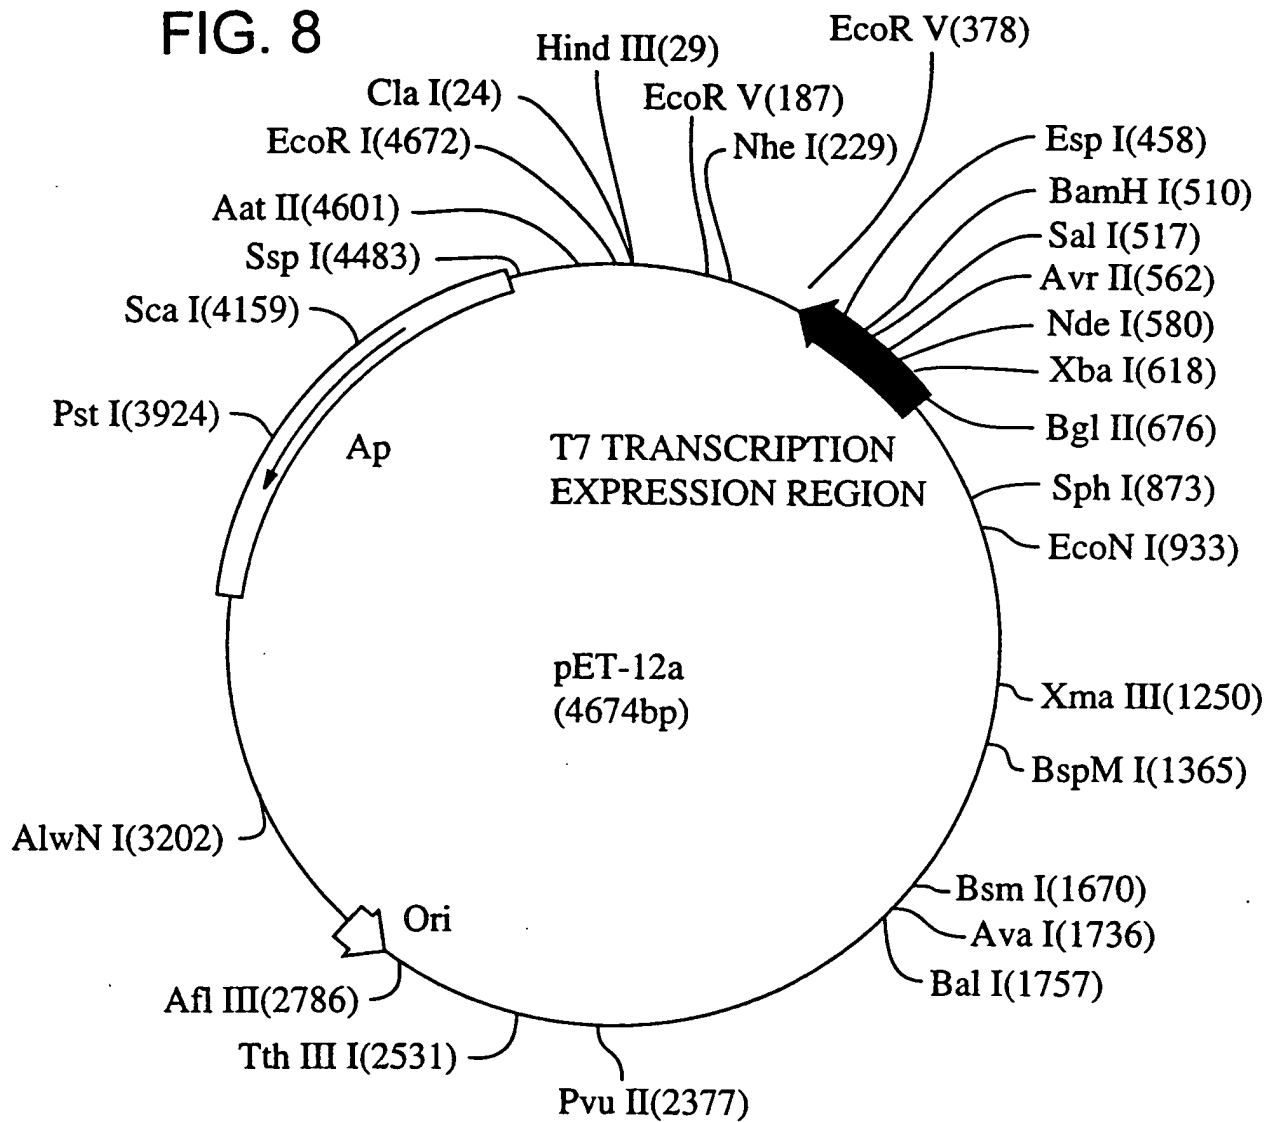 FIG. 8
EcoR V(378)
Hind III(29)
Cla I(24)
EcoR V(187)
EcoR I(4672)
Nhe I(229)
Esp I(458)
Aat II(4601)
BamH I(510)
Ssp I(4483)
Sal I(517)
Sca I(4159)
Avr II(562)
Nde I(580)
Xba I(618)
Pst I(3924)
Bgl II(676)
Ap
T7 TRANSCRIPTION
EXPRESSION REGION
Sph I(873)
EcoN I(933)
pET-12a
(4674bp)
Xma III(1250)
BspM I(1365)
AlwN I(3202)
Bsm I(1670)
Ori
Ava I(1736)
Bal I(1757)
Afl III(2786)
Tth III I(2531)
Pvu II(2377)